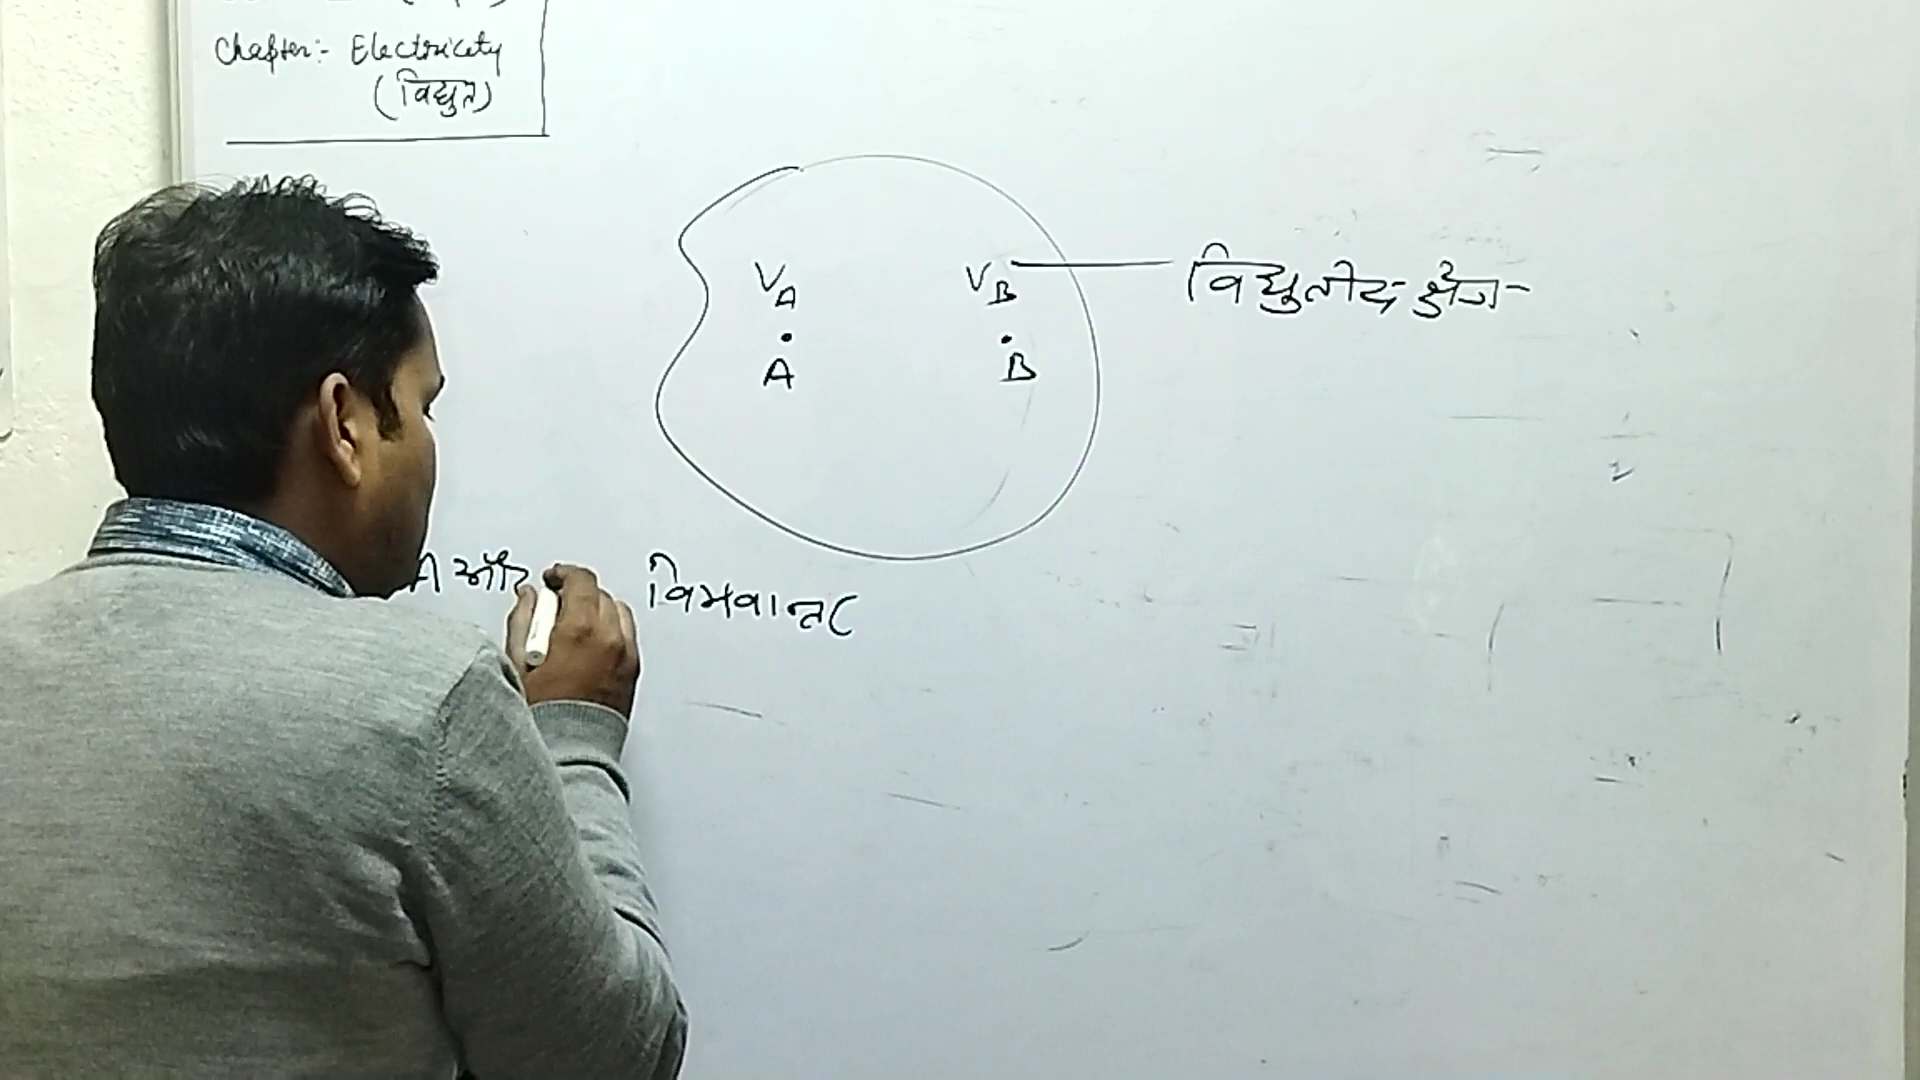 Chapter:- Electricity
(विद्युत)
VA VB विद्युतीय क्षेत्र
A B
A और विभवान्तर